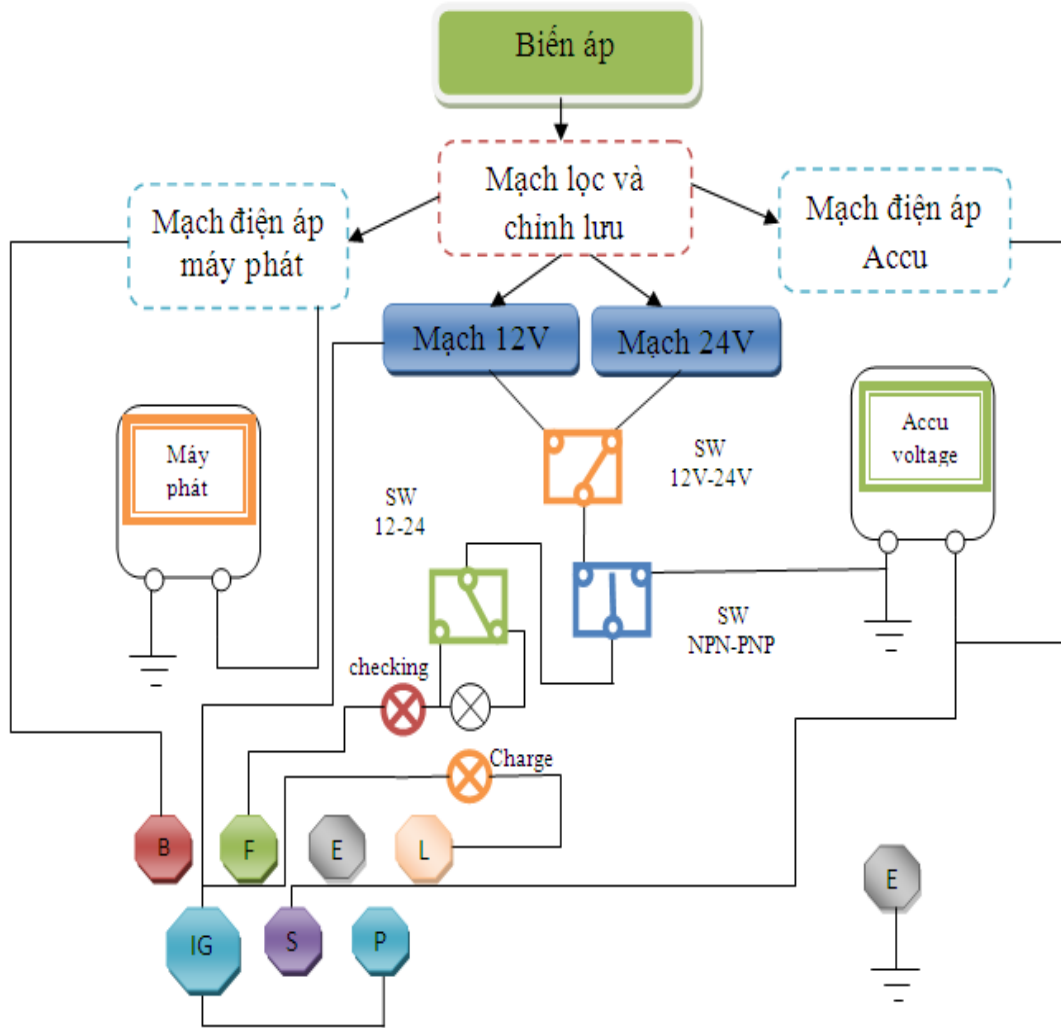 Biến áp
Mạch lọc và
chỉnh lưu
Mạch điện áp
máy phát
Mạch điện áp
Accu
Mạch 12V
Mạch 24V
Máy
phát
Accu
voltage
SW
12V-24V
SW
12-24
SW
NPN-PNP
checking
Charge
B
F
E
L
E
IG
S
P